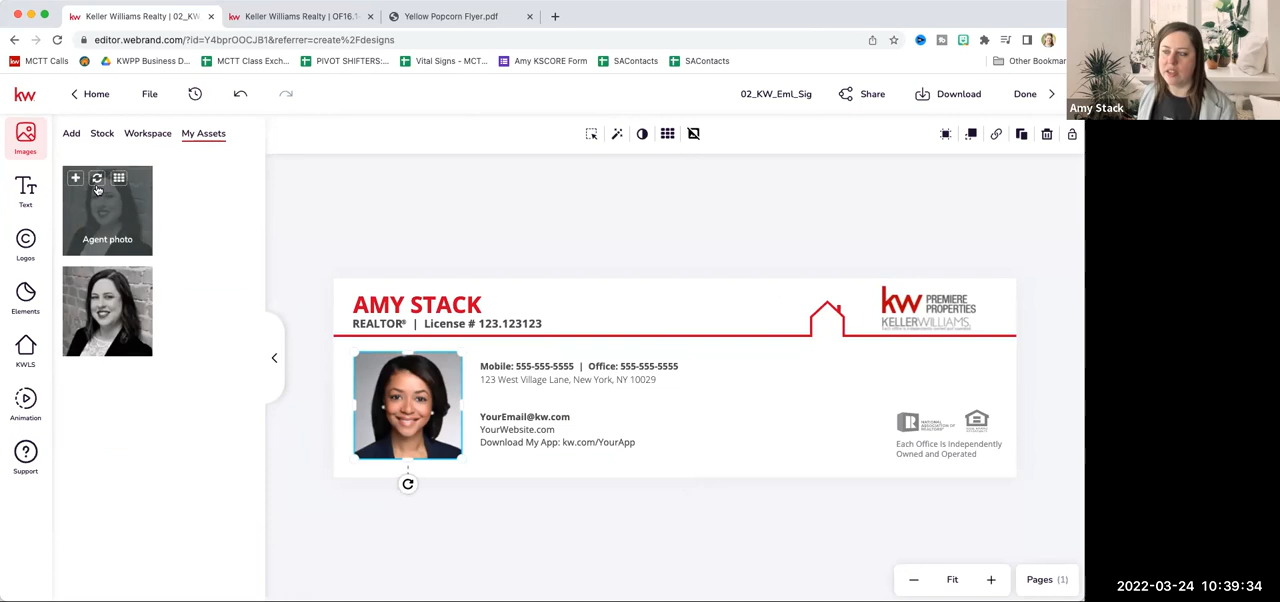 Keller Williams Realty | 02_KW
Keller Williams Realty | OF16.1
Yellow Popcorn Flyer.pdf
editor.webrand.com/?id=Y4bprOOCJB1&referrer=create%2Fdesigns
MCTT Calls
KWPP Business D...
MCTT Class Exch...
PIVOT SHIFTERS:...
Vital Signs - MCT...
Amy KSCORE Form
SAContacts
SAContacts
Other Bookmar
Amy Stack
kw
Home
File
02_KW_Eml_Sig
Share
Download
Done
Images
Text
Logos
Elements
KWLS
Animation
Support
Add
Stock
Workspace
My Assets
Agent photo
AMY STACK
REALTOR® | License # 123.123123
kw PREMIERE
PROPERTIES
KELLERWILLIAMS.
Mobile: 555-555-5555 | Office: 555-555-5555
123 West Village Lane, New York, NY 10029
YourEmail@kw.com
YourWebsite.com
Download My App: kw.com/YourApp
Each Office Is Independently
Owned and Operated
Fit
Pages (1)
2022-03-24 10:39:34